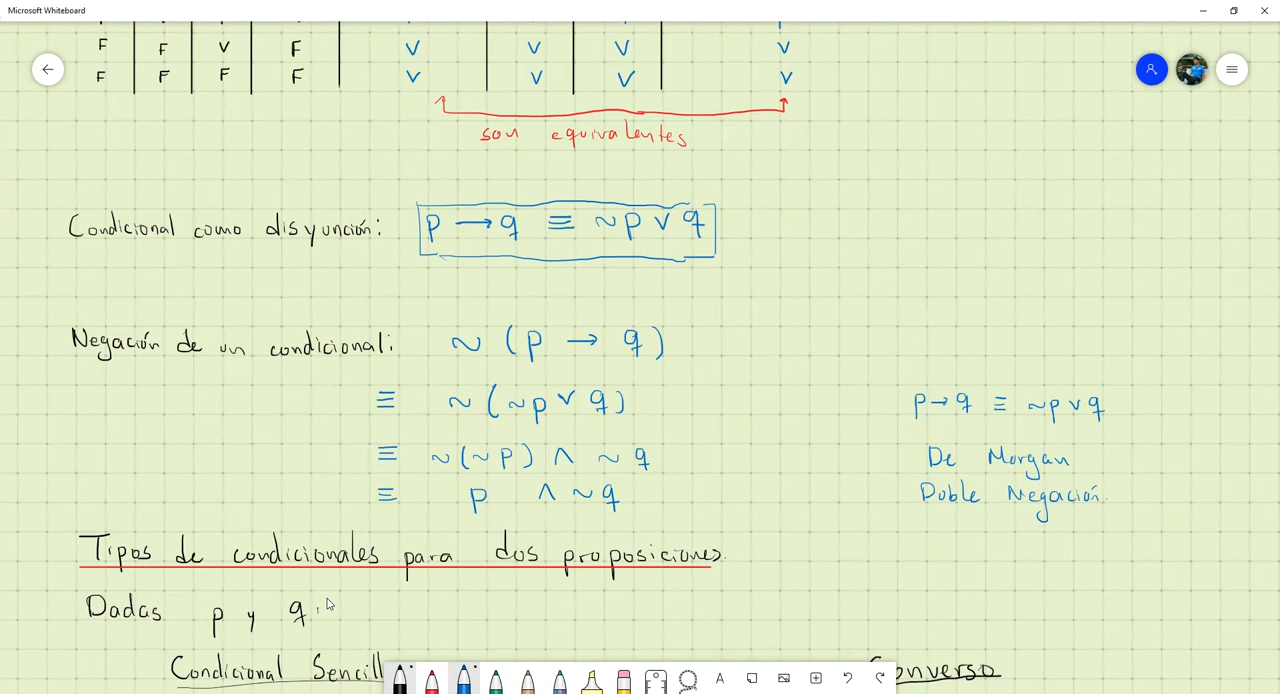 Microsoft Whiteboard
F F V F V V V V
F F F F V V V V
son equivalentes
Condicional como disyunción: p → q ≡ ~p ∨ q
Negación de un condicional: ~ (p → q)
≡ ~ (~p ∨ q) p → q ≡ ~p ∨ q
≡ ~(~p) ∧ ~q De Morgan
≡ p ∧ ~q Doble Negación.
Tipos de condicionales para dos proposiciones.
Dadas p y q.
Condicional Converso